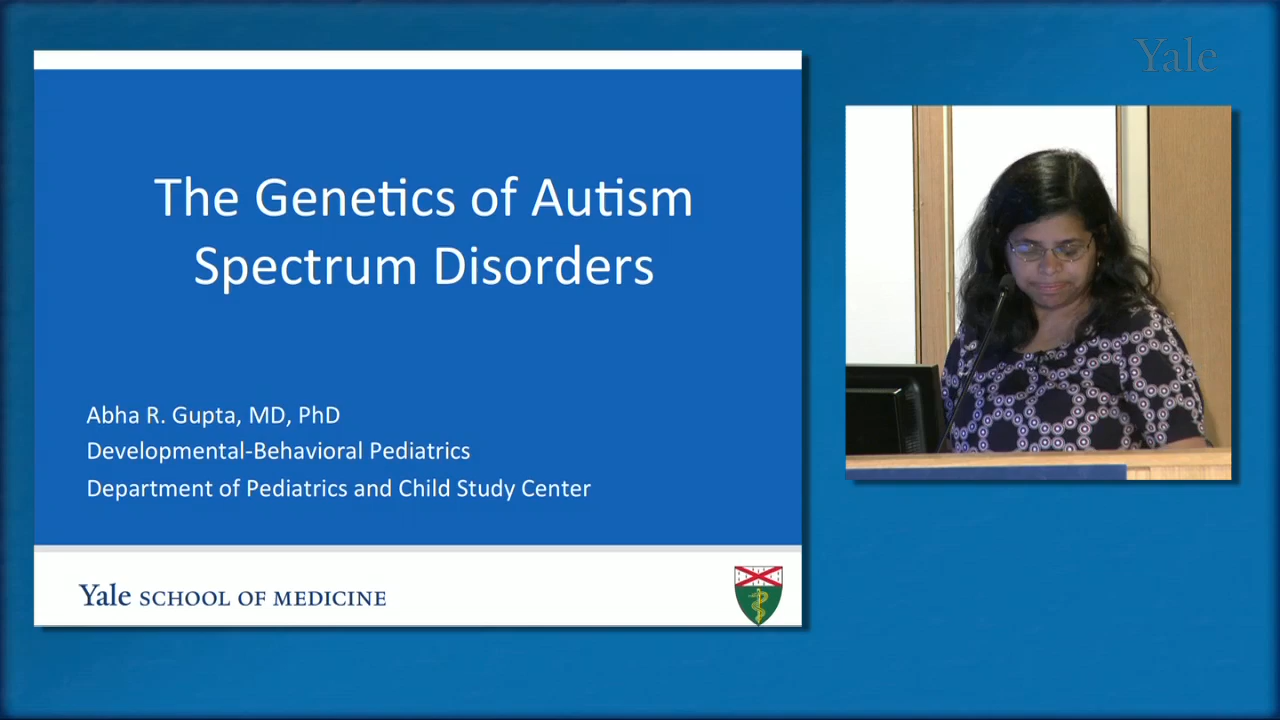 Yale
The Genetics of Autism
Spectrum Disorders
Abha R. Gupta, MD, PhD
Developmental-Behavioral Pediatrics
Department of Pediatrics and Child Study Center
Yale SCHOOL OF MEDICINE